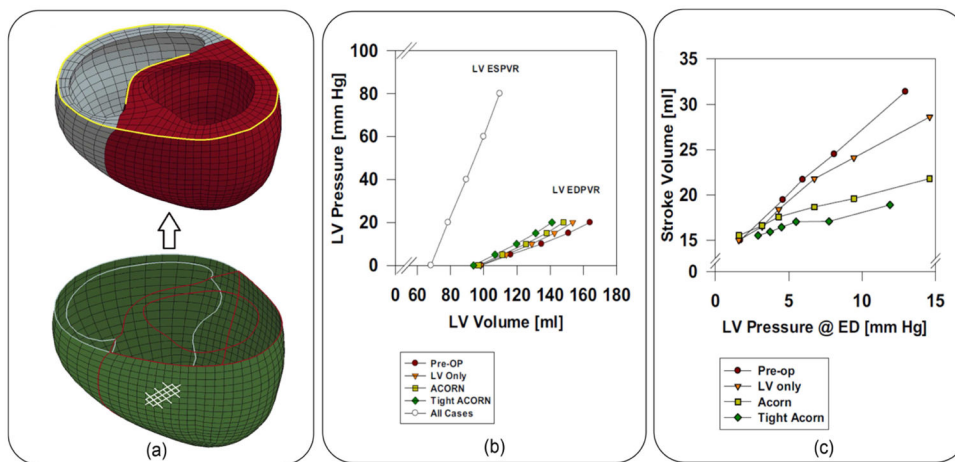 LV Pressure [mm Hg]
100
80
60
40
20
0
LV ESPVR
LV EDPVR
0 60 80 100 120 140 160 180
LV Volume [ml]
Pre-OP
LV Only
ACORN
Tight ACORN
All Cases
Stroke Volume [ml]
35
30
25
20
15
0
0 5 10 15
LV Pressure @ ED [mm Hg]
Pre-op
LV only
Acorn
Tight Acorn
(a)
(b)
(c)